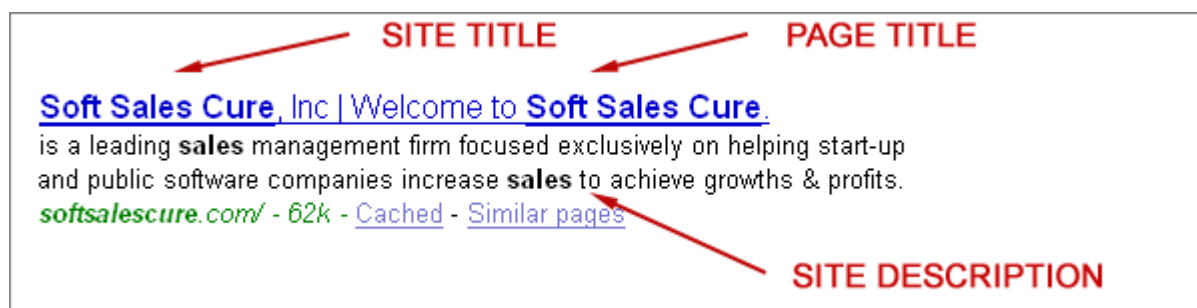 SITE TITLE PAGE TITLE
Soft Sales Cure, Inc | Welcome to Soft Sales Cure.
is a leading sales management firm focused exclusively on helping start-up
and public software companies increase sales to achieve growths & profits.
softsalescure.com/ - 62k - Cached - Similar pages
SITE DESCRIPTION